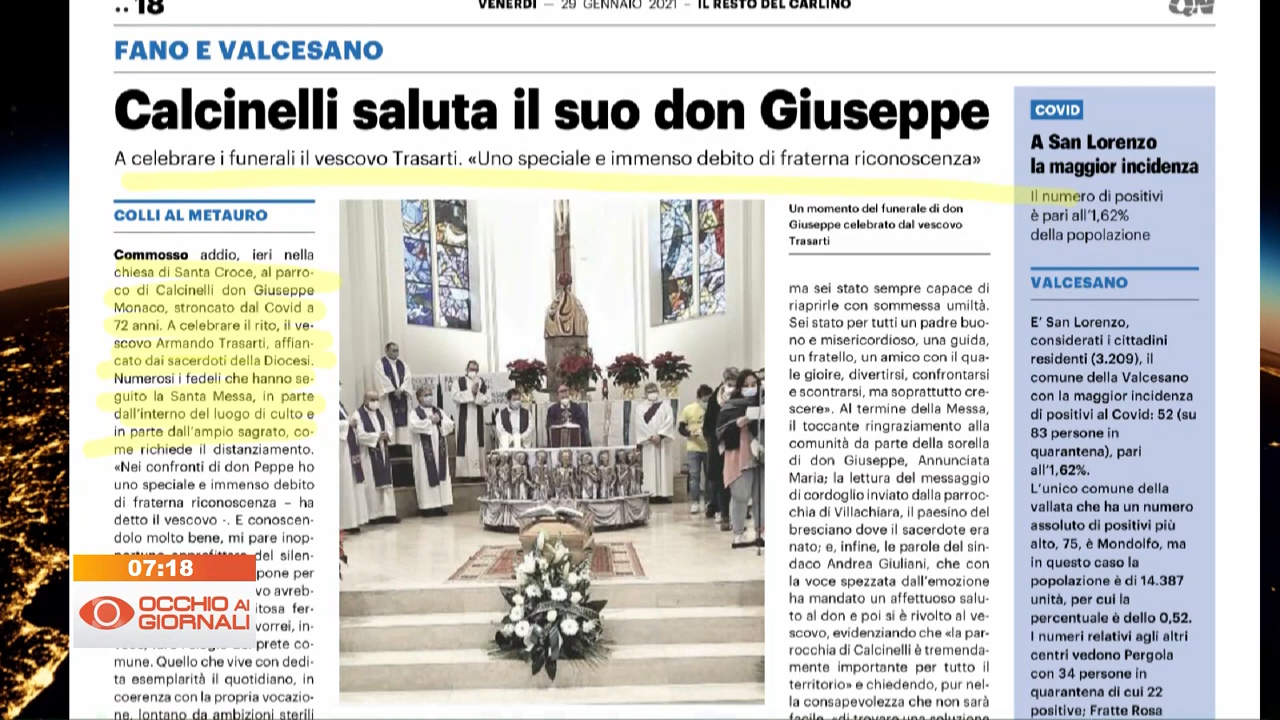 18
VENERDÌ — 29 GENNAIO 2021 – IL RESTO DEL CARLINO
QN
FANO E VALCESANO
Calcinelli saluta il suo don Giuseppe
A celebrare i funerali il vescovo Trasarti. «Uno speciale e immenso debito di fraterna riconoscenza»
COLLI AL METAURO
Commosso addio, ieri nella
chiesa di Santa Croce, al parro-
co di Calcinelli don Giuseppe
Monaco, stroncato dal Covid a
72 anni. A celebrare il rito, il ve-
scovo Armando Trasarti, affian-
cato dai sacerdoti della Diocesi.
Numerosi i fedeli che hanno se-
guito la Santa Messa, in parte
dall'interno del luogo di culto e
in parte dall'ampio sagrato, co-
me richiede il distanziamento.
«Nei confronti di don Peppe ho
uno speciale e immenso debito
di fraterna riconoscenza – ha
detto il vescovo -. E conoscen-
dolo molto bene, mi pare inop-
del silen-
pone per
vo avreb-
itosa fer-
vorrei, in-
prete co-
mune. Quello che vive con dedi-
ta esemplarità il quotidiano, in
coerenza con la propria vocazio-
ne, lontano da ambizioni sterili
07:18
OCCHIO AI
GIORNALI
Un momento del funerale di don
Giuseppe celebrato dal vescovo
Trasarti
ma sei stato sempre capace di
riaprirle con sommessa umiltà.
Sei stato per tutti un padre buo-
no e misericordioso, una guida,
un fratello, un amico con il qua-
le gioire, divertirsi, confrontarsi
e scontrarsi, ma soprattutto cre-
scere». Al termine della Messa,
il toccante ringraziamento alla
comunità da parte della sorella
di don Giuseppe, Annunciata
Maria; la lettura del messaggio
di cordoglio inviato dalla parroc-
chia di Villachiara, il paesino del
bresciano dove il sacerdote era
nato; e, infine, le parole del sin-
daco Andrea Giuliani, che con
la voce spezzata dall'emozione
ha mandato un affettuoso salu-
to al don e poi si è rivolto al ve-
scovo, evidenziando che «la par-
rocchia di Calcinelli è tremenda-
mente importante per tutto il
territorio» e chiedendo, pur nel-
la consapevolezza che non sarà
facile, «di trovare una soluzione
COVID
A San Lorenzo
la maggior incidenza
Il numero di positivi
è pari all'1,62%
della popolazione
VALCESANO
E' San Lorenzo,
considerati i cittadini
residenti (3.209), il
comune della Valcesano
con la maggior incidenza
di positivi al Covid: 52 (su
83 persone in
quarantena), pari
all'1,62%.
L'unico comune della
vallata che ha un numero
assoluto di positivi più
alto, 75, è Mondolfo, ma
in questo caso la
popolazione è di 14.387
unità, per cui la
percentuale è dello 0,52.
I numeri relativi agli altri
centri vedono Pergola
con 34 persone in
quarantena di cui 22
positive; Fratte Rosa